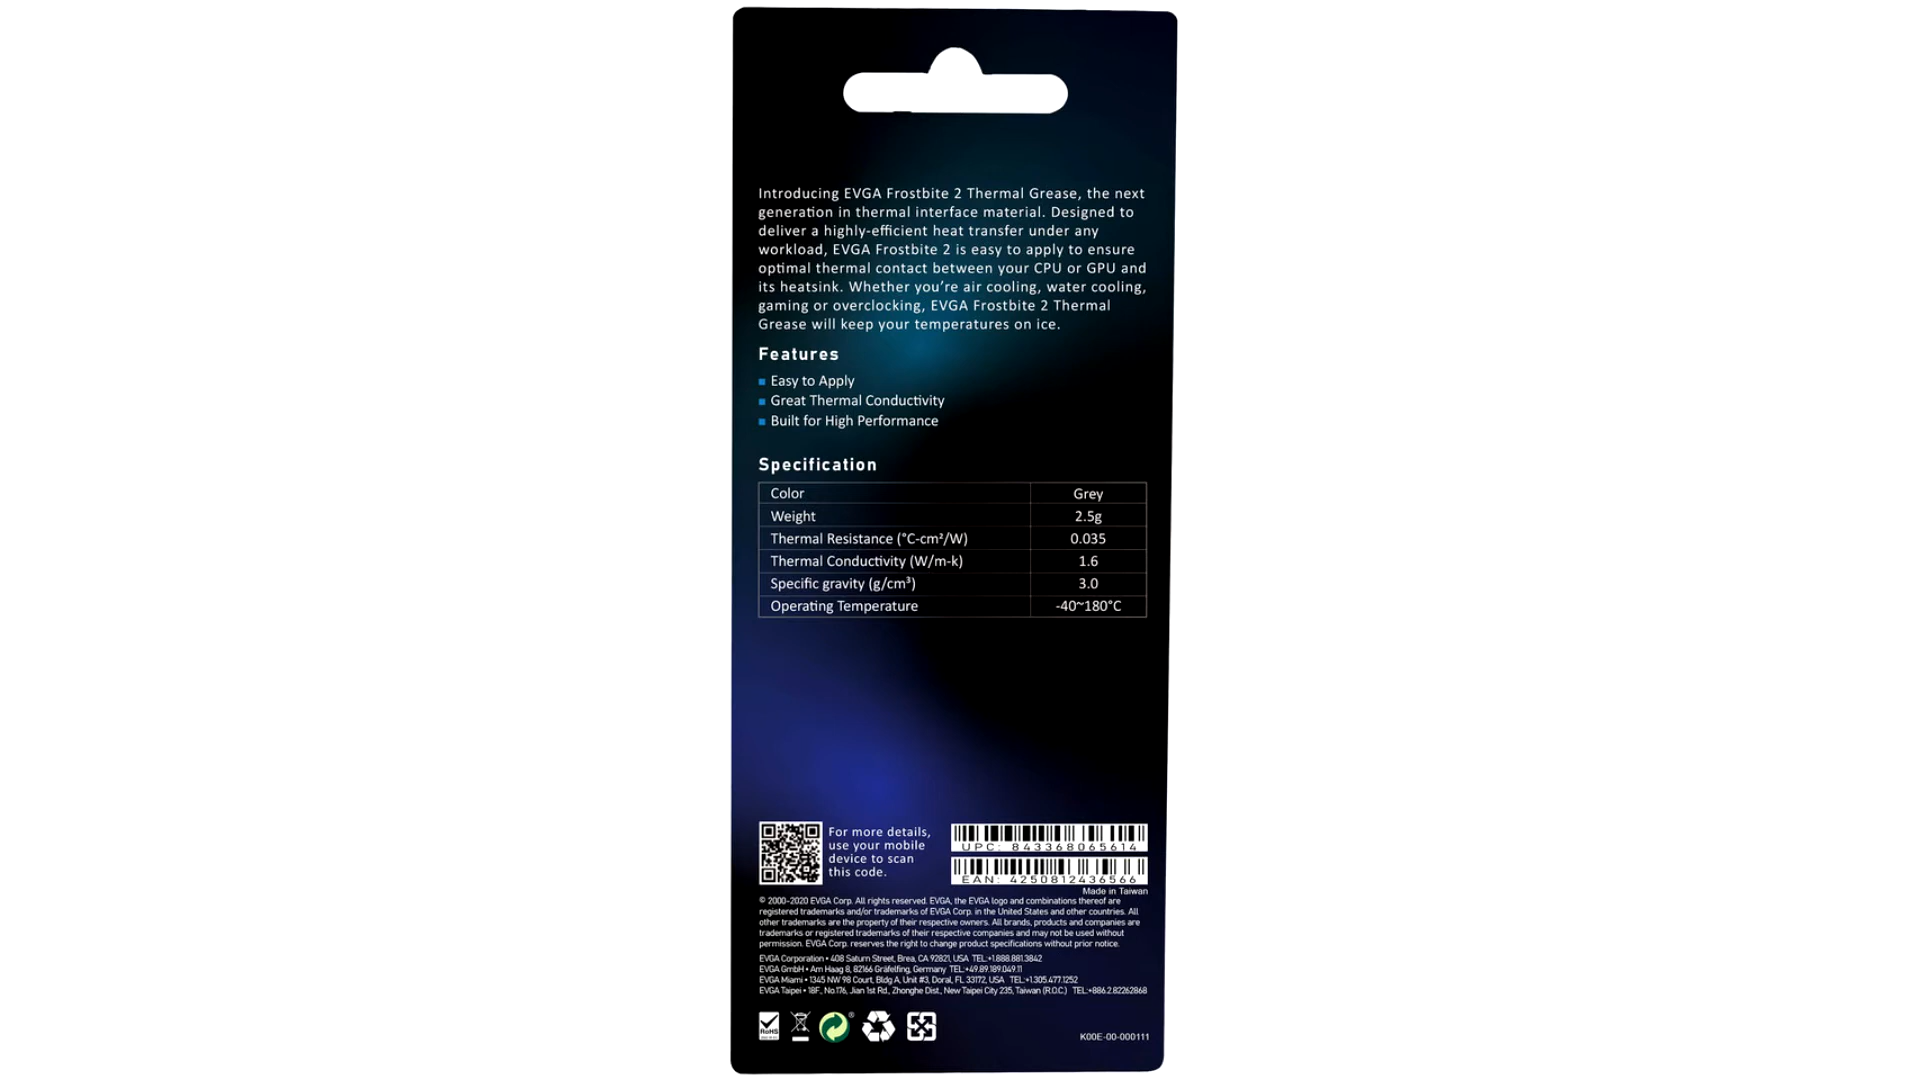 Introducing EVGA Frostbite 2 Thermal Grease, the next
generation in thermal interface material. Designed to
deliver a highly-efficient heat transfer under any
workload, EVGA Frostbite 2 is easy to apply to ensure
optimal thermal contact between your CPU or GPU and
its heatsink. Whether you’re air cooling, water cooling,
gaming or overclocking, EVGA Frostbite 2 Thermal
Grease will keep your temperatures on ice.
Features
Easy to Apply
Great Thermal Conductivity
Built for High Performance
Specification
Color Grey
Weight 2.5g
Thermal Resistance (°C-cm²/W) 0.035
Thermal Conductivity (W/m-k) 1.6
Specific gravity (g/cm³) 3.0
Operating Temperature -40~180°C
For more details,
use your mobile
device to scan
this code.
UPC: 843368065614
EAN: 4250812436566
Made in Taiwan
© 2000-2020 EVGA Corp. All rights reserved. EVGA, the EVGA logo and combinations thereof are
registered trademarks and/or trademarks of EVGA Corp. in the United States and other countries. All
other trademarks are the property of their respective owners. All brands, products and companies are
trademarks or registered trademarks of their respective companies and may not be used without
permission. EVGA Corp. reserves the right to change product specifications without prior notice.
EVGA Corporation • 408 Saturn Street, Brea, CA 92821, USA TEL:+1.888.881.3842
EVGA GmbH • Am Haag 8, 82166 Gräfelfing, Germany TEL:+49.89.189.049.11
EVGA Miami • 1345 NW 98 Court, Bldg A, Unit #3, Doral, FL 33172, USA TEL:+1.305.477.1252
EVGA Taipei • 18F., No.176, Jian 1st Rd., Zhonghe Dist., New Taipei City 235, Taiwan (R.O.C.) TEL:+886.2.82262868
RoHS
®
K00E-00-000111